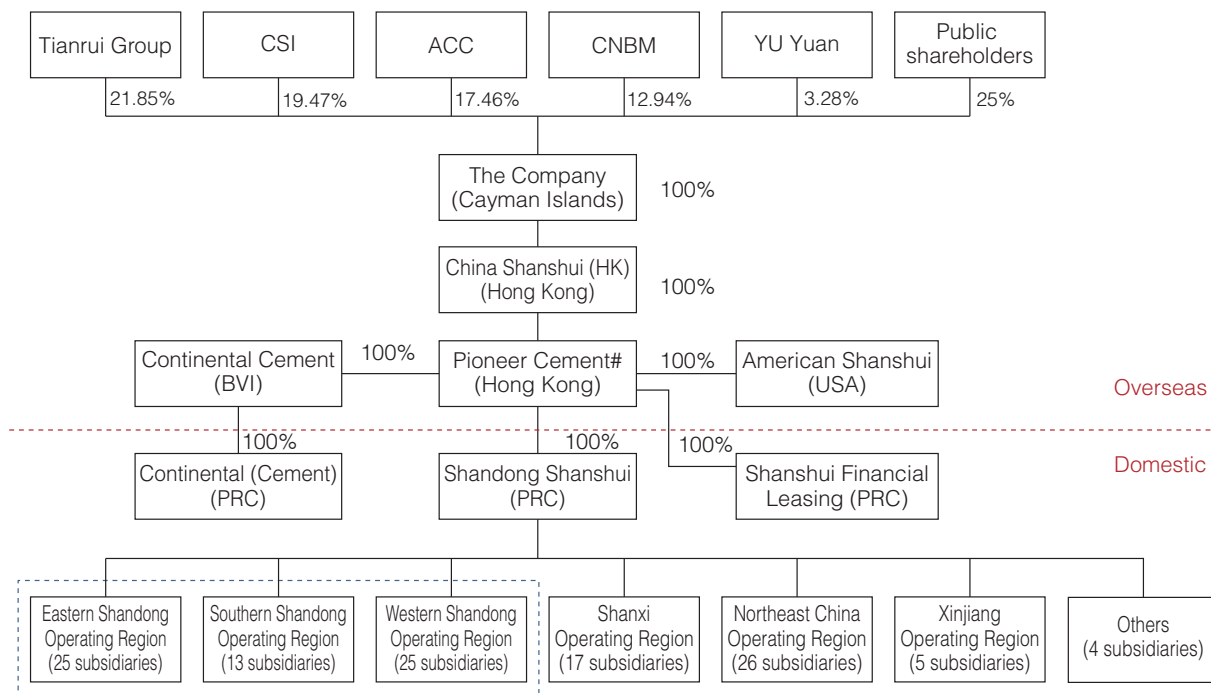 Tianrui Group
CSI
ACC
CNBM
YU Yuan
Public
shareholders
21.85%
19.47%
17.46%
12.94%
3.28%
25%
The Company
(Cayman Islands)
100%
China Shanshui (HK)
(Hong Kong)
100%
Continental Cement
(BVI)
100%
Pioneer Cement#
(Hong Kong)
100%
American Shanshui
(USA)
Overseas
100%
100%
100%
Domestic
Continental (Cement)
(PRC)
Shandong Shanshui
(PRC)
Shanshui Financial
Leasing (PRC)
Eastern Shandong
Operating Region
(25 subsidiaries)
Southern Shandong
Operating Region
(13 subsidiaries)
Western Shandong
Operating Region
(25 subsidiaries)
Shanxi
Operating Region
(17 subsidiaries)
Northeast China
Operating Region
(26 subsidiaries)
Xinjiang
Operating Region
(5 subsidiaries)
Others
(4 subsidiaries)